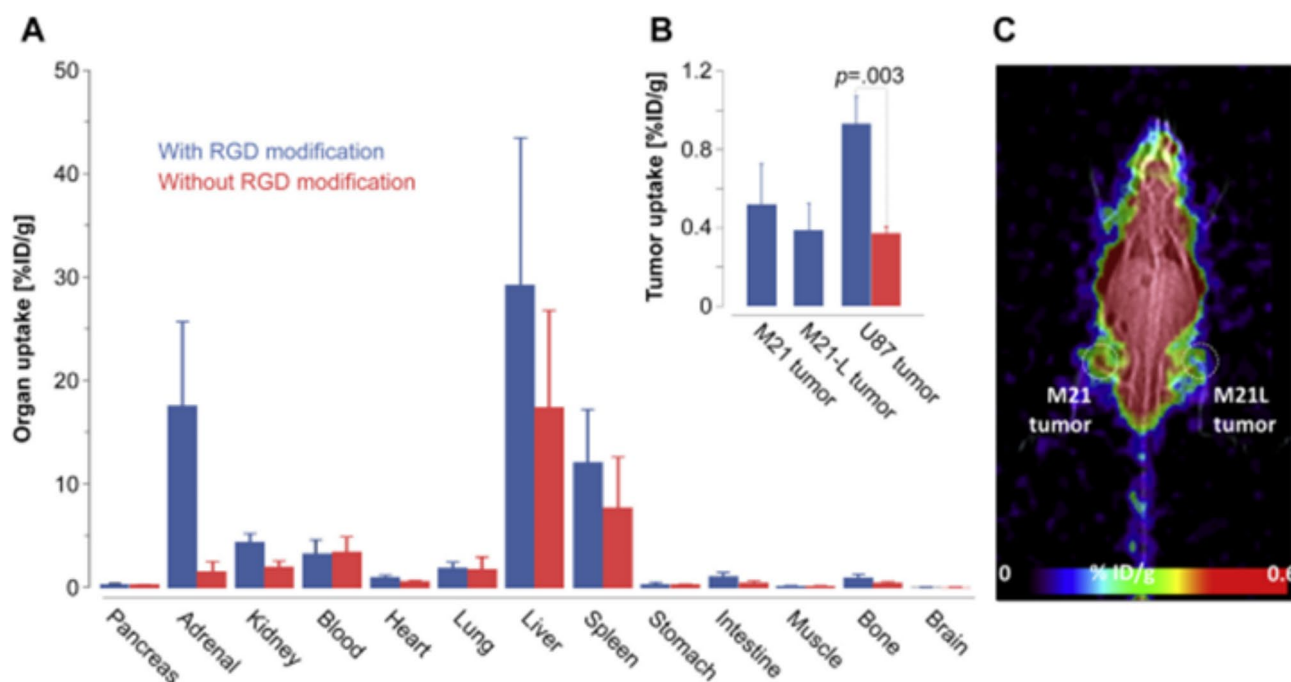 A
B
C
Organ uptake [%ID/g]
50
40
30
20
10
0
With RGD modification
Without RGD modification
Pancreas
Adrenal
Kidney
Blood
Heart
Lung
Liver
Spleen
Stomach
Intestine
Muscle
Bone
Brain
Tumor uptake [%ID/g]
1.2
0.8
0.4
0
p=.003
M21 tumor
M21-L tumor
U87 tumor
M21
tumor
M21L
tumor
0 % ID/g 0.6